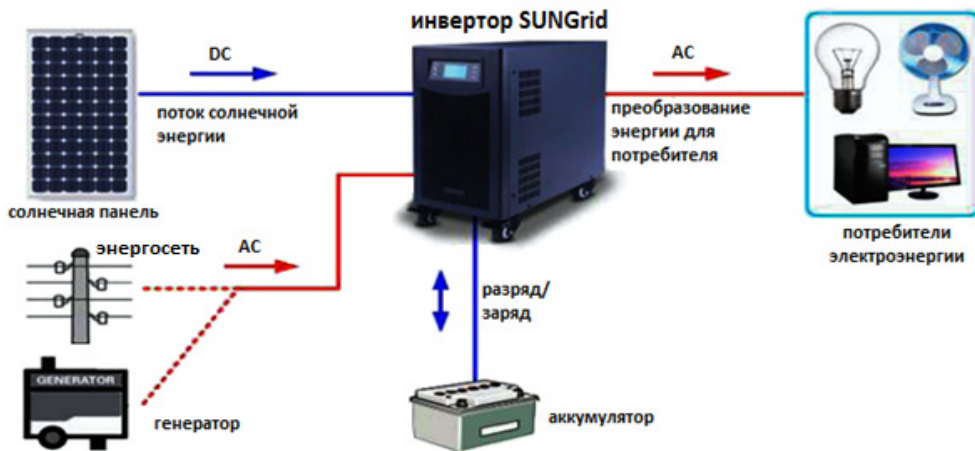 инвертор SUNGrid
DC
поток солнечной
энергии
AC
преобразование
энергии для
потребителя
солнечная панель
энергосеть
AC
потребители
электроэнергии
разряд/
заряд
GENERATOR
генератор
аккумулятор